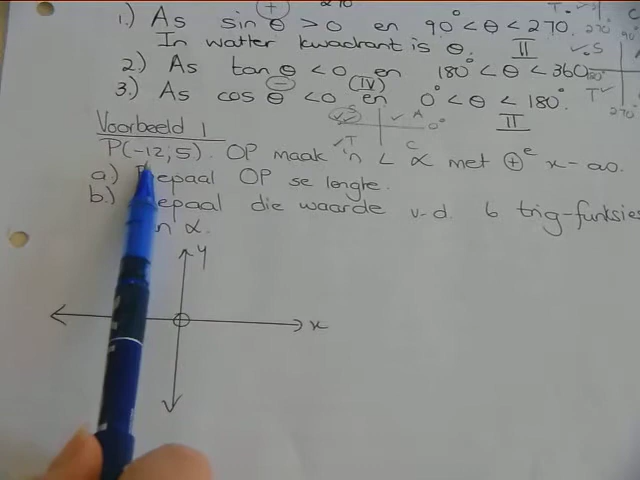 1.) As sin θ > 0 en 90° < θ < 270°
In watter kwadrant is θ. II
2.) As tan θ < 0 en 180° < θ < 360°
3.) As cos θ < 0 en 0° < θ < 180°.
Voorbeeld 1
P(-12;5). OP maak 'n < α met ⊕e x-as.
a) Bepaal OP se lengte.
b.) Bepaal die waarde v.d. 6 trig-funksies
α.
y
x